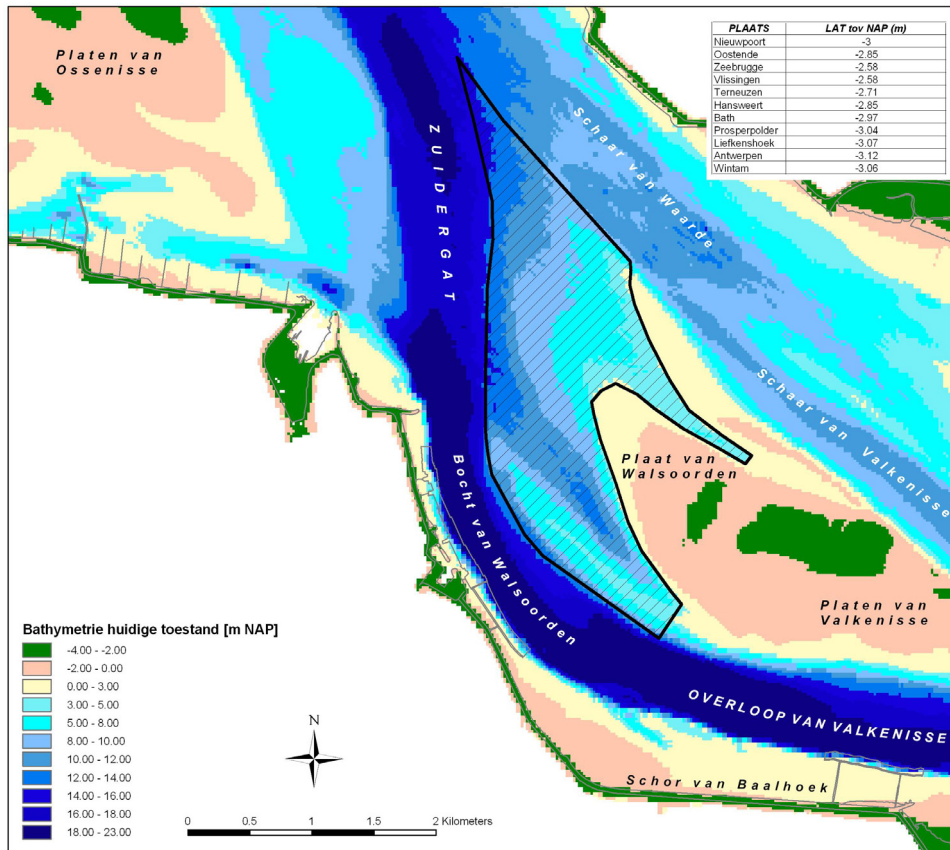 PLAATS LAT tov NAP (m)
Nieuwpoort -3
Oostende -2.85
Zeebrugge -2.58
Vlissingen -2.58
Terneuzen -2.71
Hansweert -2.85
Bath -2.97
Prosperpolder -3.04
Liefkenshoek -3.07
Antwerpen -3.12
Wintam -3.06
Platen van
Ossenisse
ZUIDERGAT
Schaar van Waarde
Schaar van Valkenisse
Plaat van
Walsoorden
Bocht van Walsoorden
Platen van
Valkenisse
OVERLOOP VAN VALKENISSE
Schor van Baalhoek
Bathymetrie huidige toestand [m NAP]
-4.00 - -2.00
-2.00 - 0.00
0.00 - 3.00
3.00 - 5.00
5.00 - 8.00
8.00 - 10.00
10.00 - 12.00
12.00 - 14.00
14.00 - 16.00
16.00 - 18.00
18.00 - 23.00
N
0 0.5 1 1.5 2 Kilometers